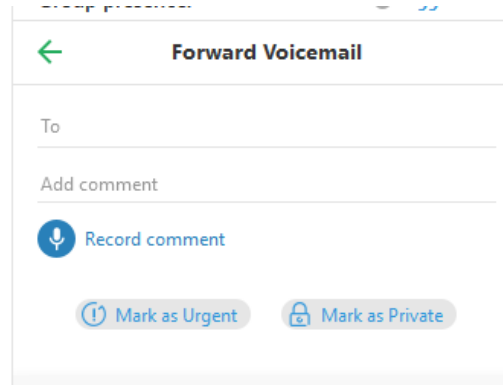 Forward Voicemail
To
Add comment
Record comment
Mark as Urgent
Mark as Private